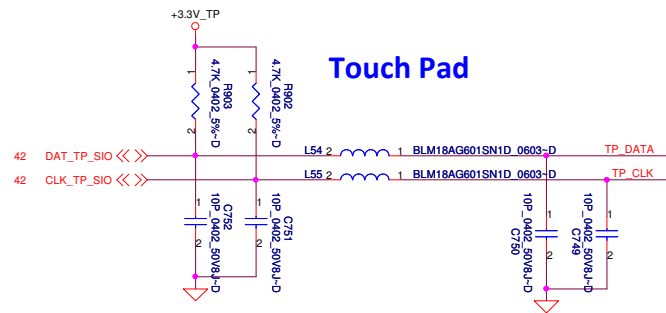 +3.3V_TP
Touch Pad
1
1
4.7K_0402_5%~D
R903
4.7K_0402_5%~D
R902
2
2
42 DAT_TP_SIO
L54 2
1 BLM18AG601SN1D_0603~D
TP_DATA
42 CLK_TP_SIO
L55 2
1 BLM18AG601SN1D_0603~D
TP_CLK
1
1
10P_0402_50V8J~D
C752
10P_0402_50V8J~D
C751
2
2
1
1
10P_0402_50V8J~D
C750
10P_0402_50V8J~D
C749
2
2